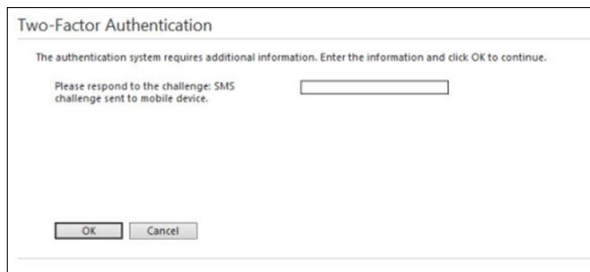 Two-Factor Authentication
The authentication system requires additional information. Enter the information and click OK to continue.
Please respond to the challenge: SMS
challenge sent to mobile device.
OK Cancel